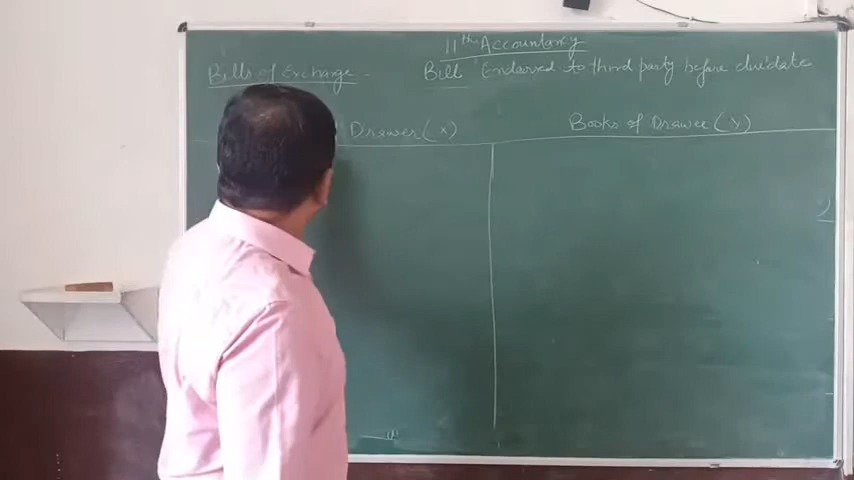 11th Accountancy
Bills of Exchange -
Bill Endorsed to third party before due date
Drawer (X)
Books of Drawee (Y)